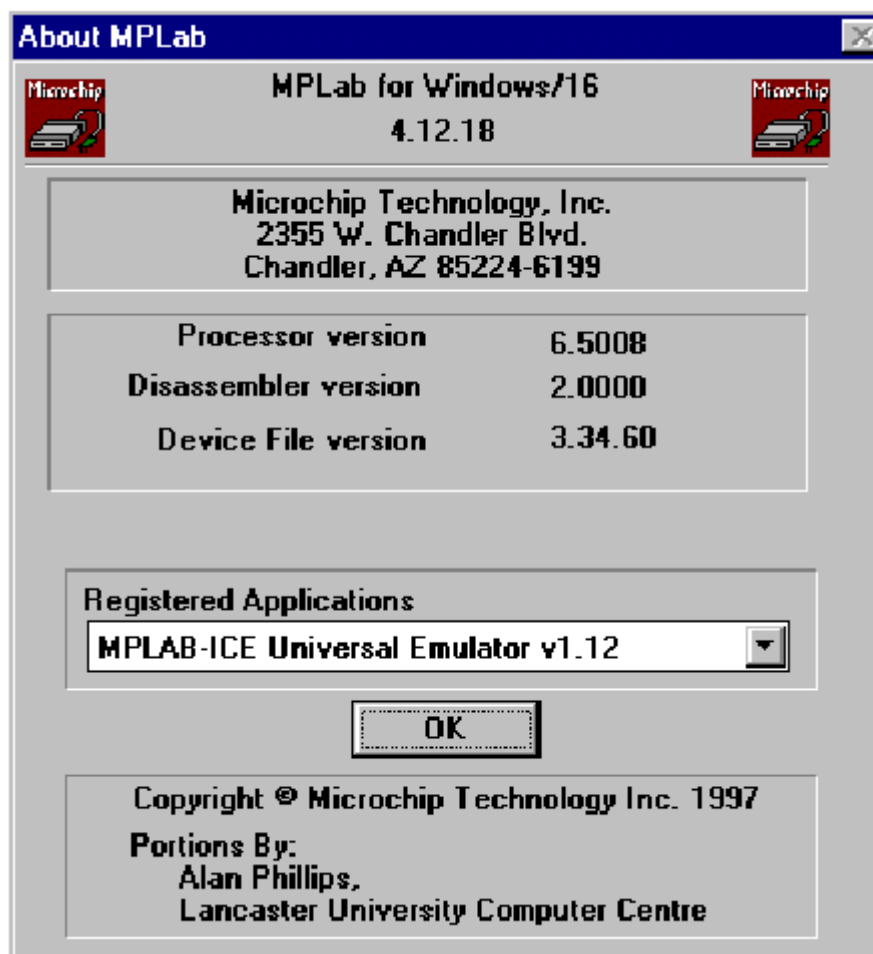 About MPLab
Microchip
MPLab for Windows/16
Microchip
4.12.18
Microchip Technology, Inc.
2355 W. Chandler Blvd.
Chandler, AZ 85224-6199
Processor version 6.5008
Disassembler version 2.0000
Device File version 3.34.60
Registered Applications
MPLAB-ICE Universal Emulator v1.12
OK
Copyright © Microchip Technology Inc. 1997
Portions By:
Alan Phillips,
Lancaster University Computer Centre